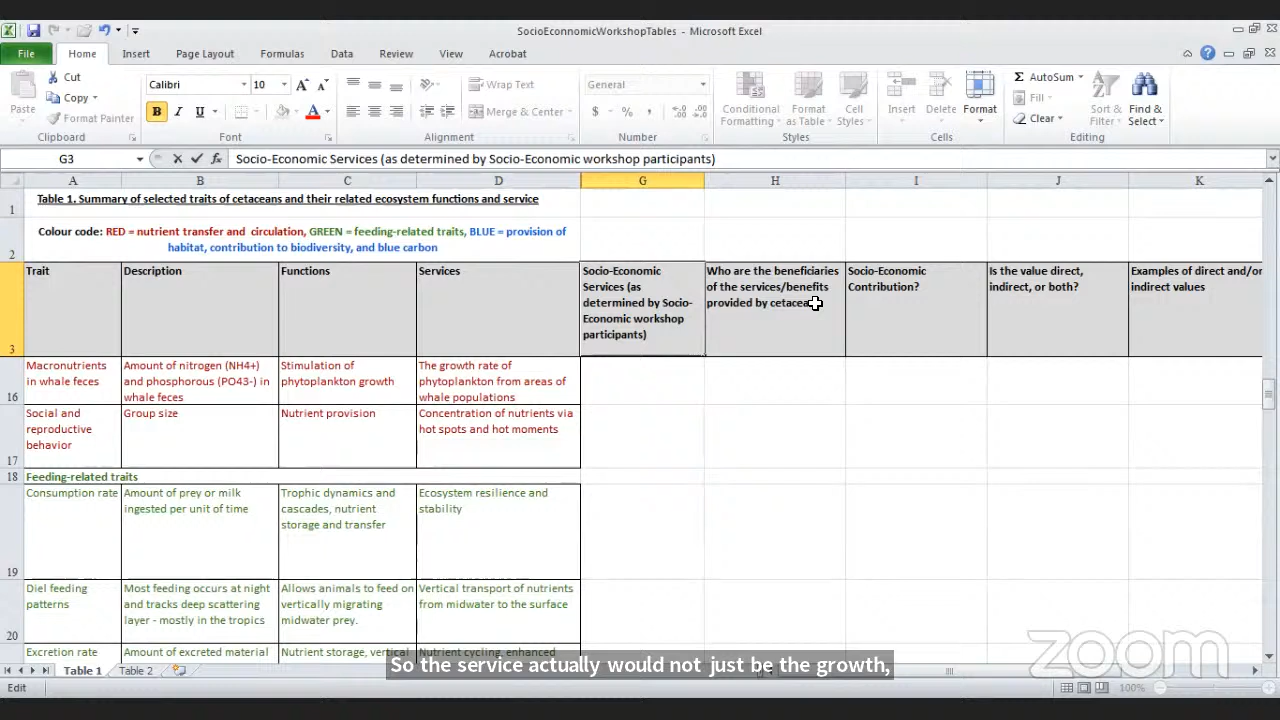 SocioEconnomicWorkshopTables - Microsoft Excel
File Home Insert Page Layout Formulas Data Review View Acrobat
Paste
Cut
Copy
Format Painter
Clipboard
Calibri 10
B I U
Font
Wrap Text
Merge & Center
Alignment
General
$ % ,
Number
Conditional Formatting
Format as Table
Cell Styles
Styles
Insert Delete Format
Cells
AutoSum
Fill
Clear
Sort & Filter
Find & Select
Editing
G3 fx Socio-Economic Services (as determined by Socio-Economic workshop participants)
A B C D G H I J K
1 Table 1. Summary of selected traits of cetaceans and their related ecosystem functions and service
Colour code: RED = nutrient transfer and circulation, GREEN = feeding-related traits, BLUE = provision of
2 habitat, contribution to biodiversity, and blue carbon
Trait
Description
Functions
Services
Socio-Economic
Services (as
determined by Socio-
Economic workshop
participants)
Who are the beneficiaries
of the services/benefits
provided by cetacea
Socio-Economic
Contribution?
Is the value direct,
indirect, or both?
Examples of direct and/or
indirect values
3
Macronutrients
in whale feces
Amount of nitrogen (NH4+)
and phosphorous (PO43-) in
whale feces
Stimulation of
phytoplankton growth
The growth rate of
phytoplankton from areas of
whale populations
16
Social and
reproductive
behavior
Group size
Nutrient provision
Concentration of nutrients via
hot spots and hot moments
17
18 Feeding-related traits
Consumption rate
Amount of prey or milk
ingested per unit of time
Trophic dynamics and
cascades, nutrient
storage and transfer
Ecosystem resilience and
stability
19
Diel feeding
patterns
Most feeding occurs at night
and tracks deep scattering
layer - mostly in the tropics
Allows animals to feed on
vertically migrating
midwater prey.
Vertical transport of nutrients
from midwater to the surface
20
Excretion rate
Amount of excreted material
Nutrient storage, vertical
Nutrient cycling, enhanced
Table 1 Table 2
So the service actually would not just be the growth,
zoom
Edit 100%